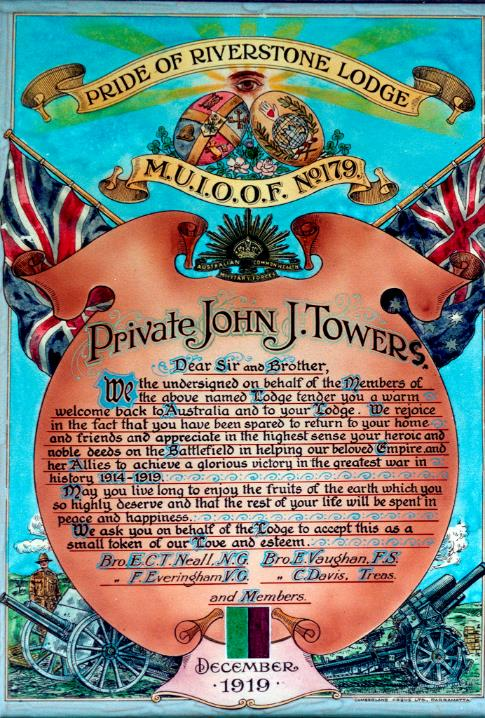 PRIDE OF RIVERSTONE LODGE
M.U.I.O.O.F. No179.
AUSTRALIAN COMMONWEALTH
MILITARY FORCES
Private JOHN J. TOWERS,
Dear Sir and Brother,
We the undersigned on behalf of the Members of
the above named Lodge tender you a warm
welcome back to Australia and to your Lodge. We rejoice
in the fact that you have been spared to return to your home
and friends and appreciate in the highest sense your heroic and
noble deeds on the Battlefield in helping our beloved Empire and
her Allies to achieve a glorious victory in the greatest war in
history 1914-1919.
May you live long to enjoy the fruits of the earth which you
so highly deserve and that the rest of your life will be spent in
peace and happiness.
We ask you on behalf of the Lodge to accept this as a
small token of our Love and esteem.
Bro. E.C.T. Neall, N.G. Bro. E. Vaughan, F.S.
" F. Everingham V.G. " C. Davis, Treas.
and Members.
DECEMBER
·1919·
CUMBERLAND ARGUS LTD., PARRAMATTA